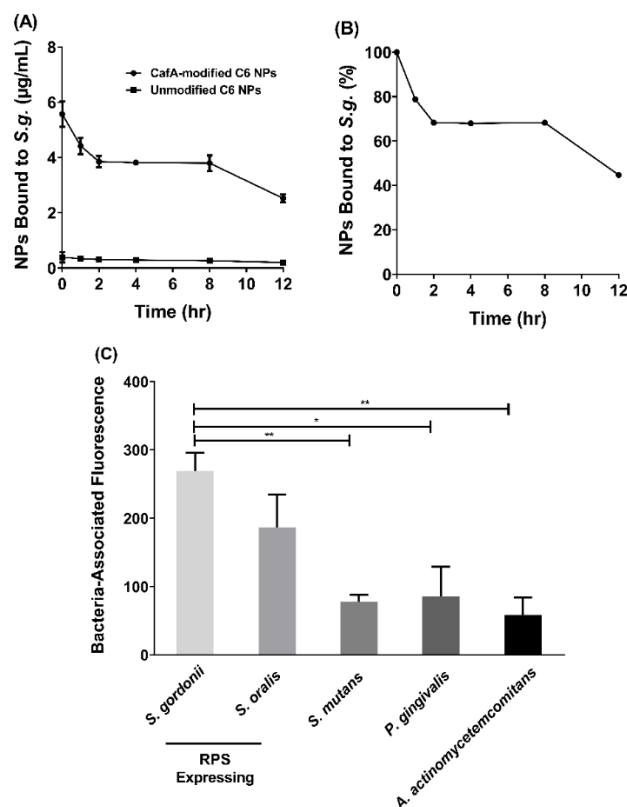 (A)
NPs Bound to S.g. (µg/mL)
8
6
4
2
0
CafA-modified C6 NPs
Unmodified C6 NPs
0 2 4 6 8 10 12
Time (hr)
(B)
NPs Bound to S.g. (%)
100
80
60
40
20
0
0 2 4 6 8 10 12
Time (hr)
(C)
Bacteria-Associated Fluorescence
400
300
200
100
0
**
*
**
S. gordonii
S. oralis
S. mutans
P. gingivalis
A. actinomycetemcomitans
RPS
Expressing